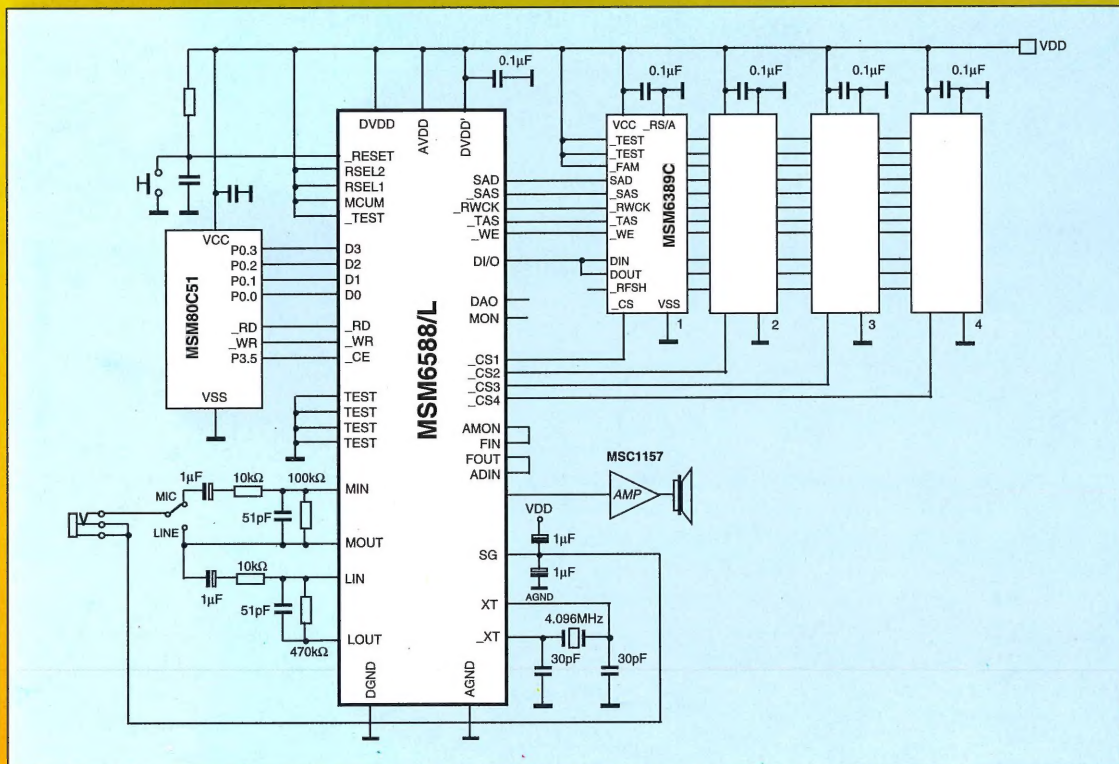 VDD
0.1µF
0.1µF
0.1µF
0.1µF
0.1µF
DVDD
AVDD
DVDD'
_RESET
RSEL2
RSEL1
MCUM
_TEST
VCC
P0.3
P0.2
P0.1
P0.0
_RD
_WR
P3.5
VSS
MSM80C51
D3
D2
D1
D0
_RD
_WR
_CE
TEST
TEST
TEST
TEST
MSM6588/L
SAD
_SAS
_RWCK
_TAS
_WE
DI/O
DAO
MON
_CS1
_CS2
_CS3
_CS4
AMON
FIN
FOUT
ADIN
SG
XT
_XT
VCC
_RS/A
_TEST
_TEST
_FAM
SAD
_SAS
_RWCK
_TAS
_WE
DIN
DOUT
_RFSH
_CS
VSS
MSM6389C
1
2
3
4
MSC1157
AMP
VDD
1µF
1µF
AGND
4.096MHz
30pF
30pF
1µF
10kΩ
100kΩ
MIC
51pF
LINE
MIN
MOUT
10kΩ
1µF
51pF
470kΩ
LIN
LOUT
DGND
AGND